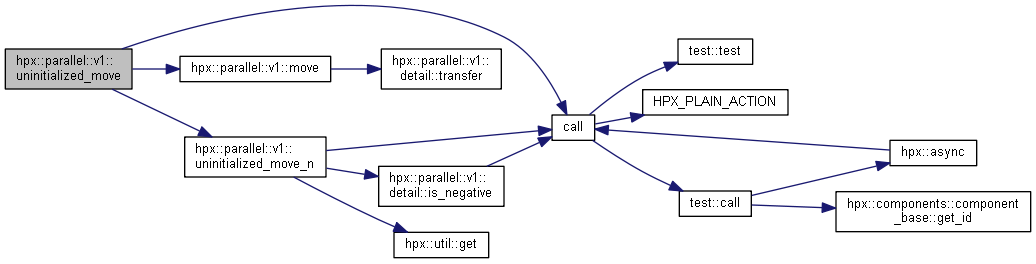 hpx::parallel::v1::
uninitialized_move
hpx::parallel::v1::move
hpx::parallel::v1::
detail::transfer
hpx::parallel::v1::
uninitialized_move_n
hpx::parallel::v1::
detail::is_negative
hpx::util::get
call
test::test
HPX_PLAIN_ACTION
test::call
hpx::async
hpx::components::component
_base::get_id